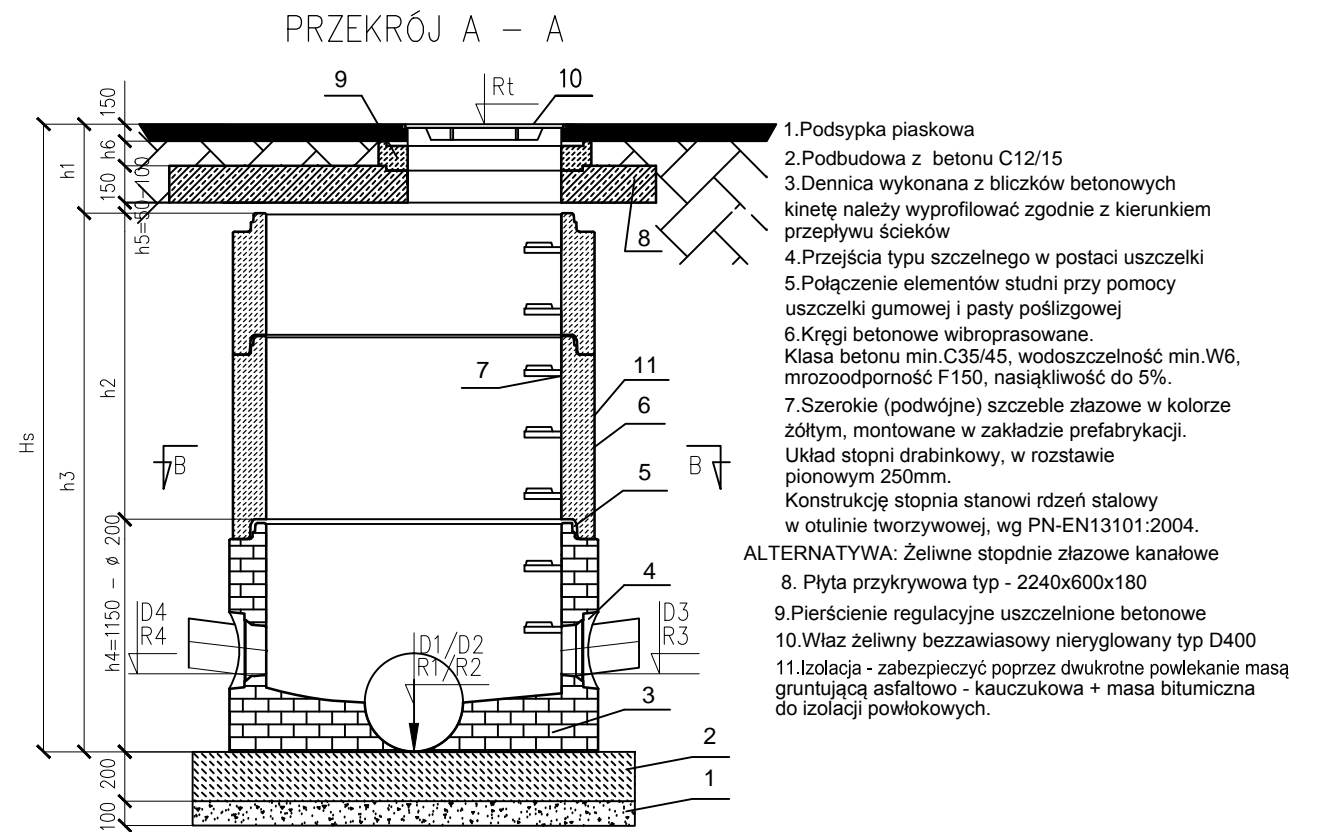 PRZEKRÓJ A – A
9
10
Rt
150
h6
150
h5=50-100
h1
h2
Hs
h3
h4=1150 – ø 200
200
100
8
7
11
6
B
B
5
4
D4
R4
D3
R3
D1/D2
R1/R2
3
2
1
1.Podsypka piaskowa
2.Podbudowa z betonu C12/15
3.Dennica wykonana z bliczków betonowych
kinetę należy wyprofilować zgodnie z kierunkiem
przepływu ścieków
4.Przejścia typu szczelnego w postaci uszczelki
5.Połączenie elementów studni przy pomocy
uszczelki gumowej i pasty poślizgowej
6.Kręgi betonowe wibroprasowane.
Klasa betonu min.C35/45, wodoszczelność min.W6,
mrozoodporność F150, nasiąkliwość do 5%.
7.Szerokie (podwójne) szczeble złazowe w kolorze
żółtym, montowane w zakładzie prefabrykacji.
Układ stopni drabinkowy, w rozstawie
pionowym 250mm.
Konstrukcję stopnia stanowi rdzeń stalowy
w otulinie tworzywowej, wg PN-EN13101:2004.
ALTERNATYWA: Żeliwne stopdnie złazowe kanałowe
8. Płyta przykrywowa typ - 2240x600x180
9.Pierścienie regulacyjne uszczelnione betonowe
10.Właz żeliwny bezzawiasowy nieryglowany typ D400
11.Izolacja - zabezpieczyć poprzez dwukrotne powlekanie masą
gruntującą asfaltowo - kauczukowa + masa bitumiczna
do izolacji powłokowych.